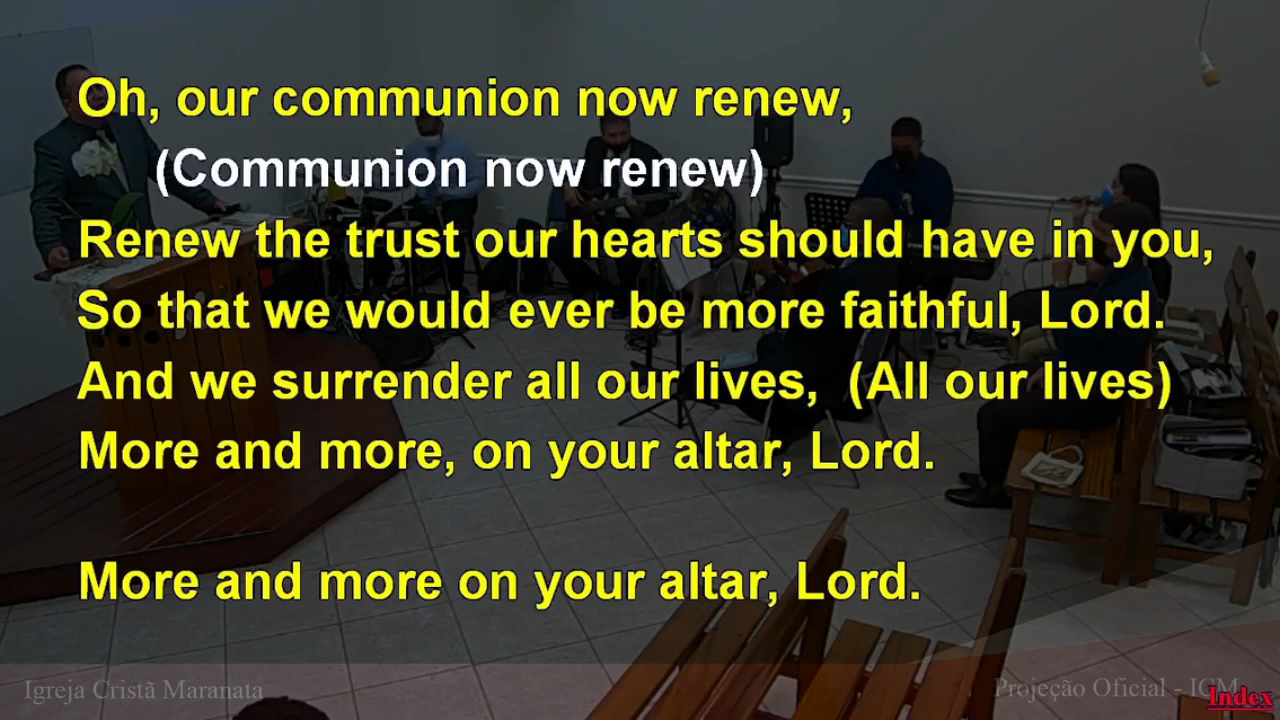 Oh, our communion now renew,
(Communion now renew)
Renew the trust our hearts should have in you,
So that we would ever be more faithful, Lord.
And we surrender all our lives, (All our lives)
More and more, on your altar, Lord.
More and more on your altar, Lord.
Igreja Cristã Maranata
Projeção Oficial - ICM
Index